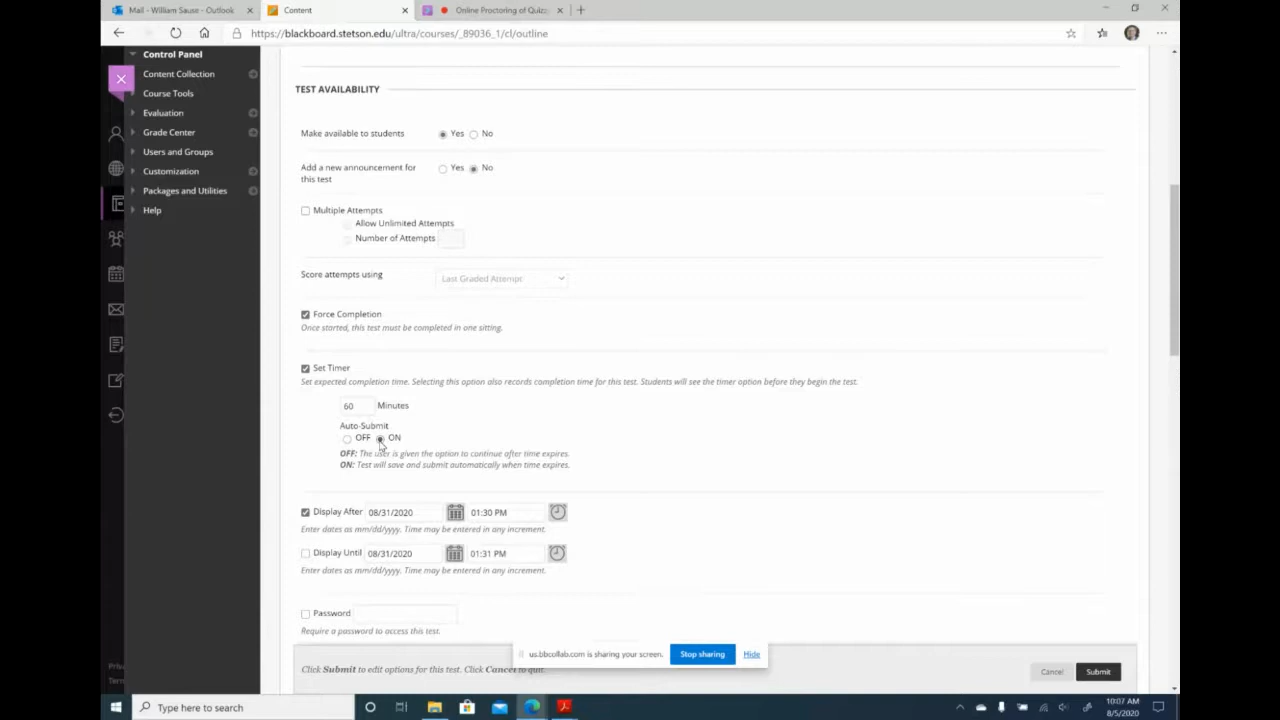 Mail - William Sause - Outlook
Content
Online Proctoring of Quizz
https://blackboard.stetson.edu/ultra/courses/_89036_1/cl/outline
Control Panel
Content Collection
Course Tools
Evaluation
Grade Center
Users and Groups
Customization
Packages and Utilities
Help
TEST AVAILABILITY
Make available to students
Yes No
Add a new announcement for
this test
Yes No
Multiple Attempts
Allow Unlimited Attempts
Number of Attempts
Score attempts using
Last Graded Attempt
Force Completion
Once started, this test must be completed in one sitting.
Set Timer
Set expected completion time. Selecting this option also records completion time for this test. Students will see the timer option before they begin the test.
60 Minutes
Auto-Submit
OFF ON
OFF: The user is given the option to continue after time expires.
ON: Test will save and submit automatically when time expires.
Display After 08/31/2020 01:30 PM
Enter dates as mm/dd/yyyy. Time may be entered in any increment.
Display Until 08/31/2020 01:31 PM
Enter dates as mm/dd/yyyy. Time may be entered in any increment.
Password
Require a password to access this test.
us.bbcollab.com is sharing your screen.
Stop sharing
Hide
Click Submit to edit options for this test. Click Cancel to quit.
Cancel
Submit
Priv
Term
Type here to search
10:07 AM
8/5/2020